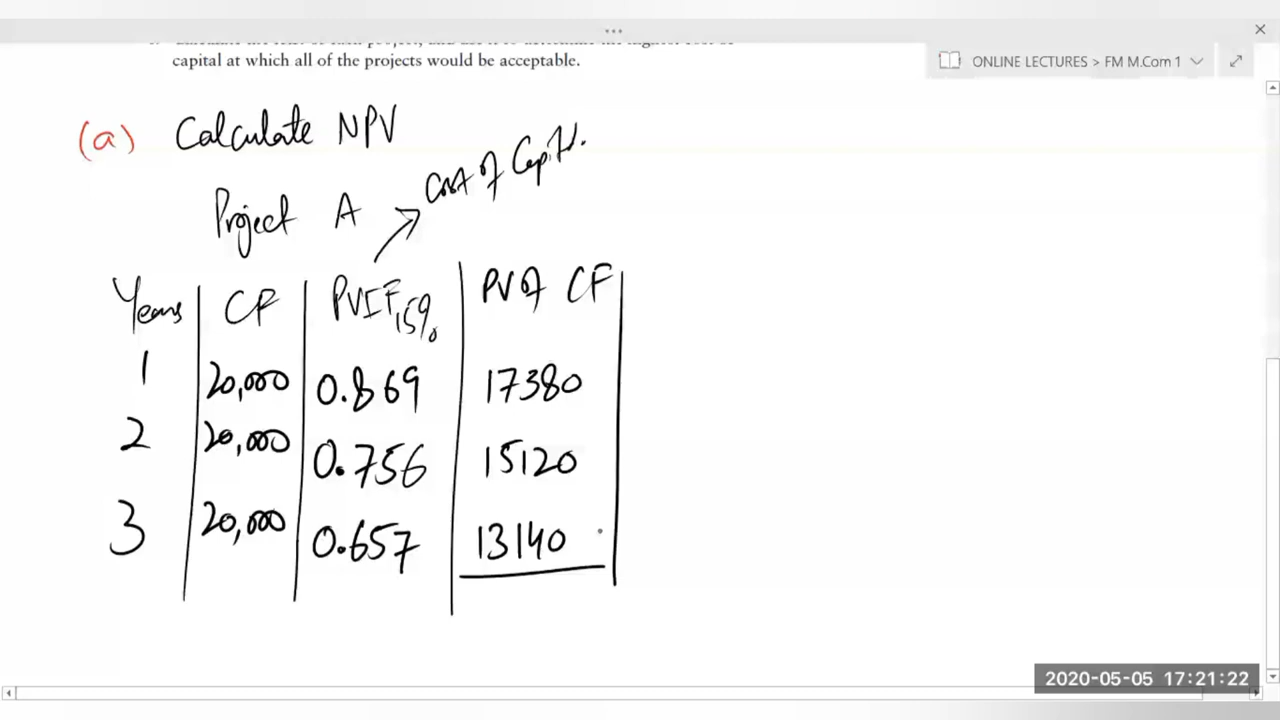 capital at which all of the projects would be acceptable.
ONLINE LECTURES > FM M.Com 1
(a) Calculate NPV
Project A
Cost of Capital.
Years CF PVIF15% PV of CF
1 20,000 0.869 17380
2 20,000 0.756 15120
3 20,000 0.657 13140
2020-05-05 17:21:22